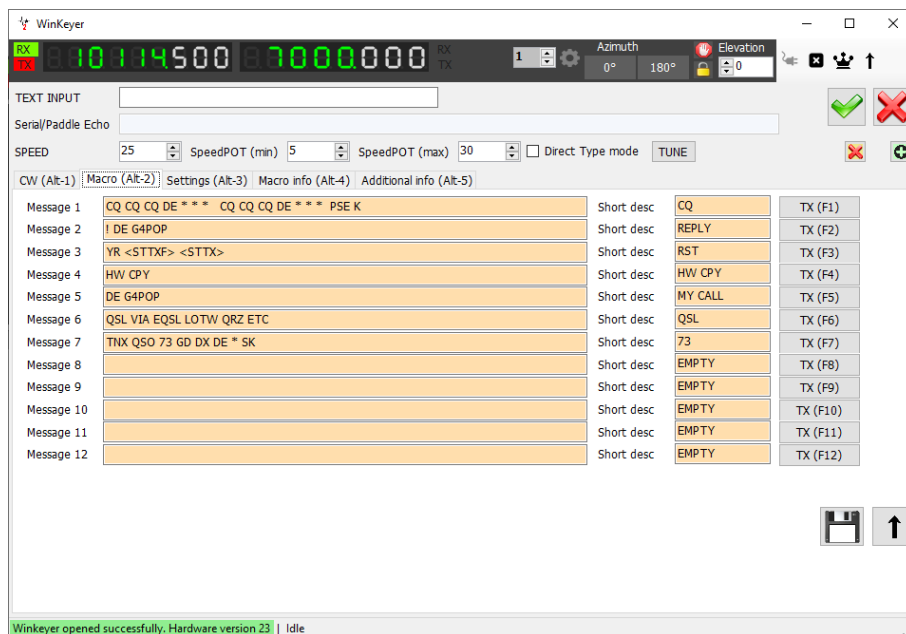 WinKeyer
RX TX 10114.500 7000.000 RX TX 1 Azimuth 0° 180° Elevation 0
TEXT INPUT
Serial/Paddle Echo
SPEED 25 SpeedPOT (min) 5 SpeedPOT (max) 30 Direct Type mode TUNE
CW (Alt-1) Macro (Alt-2) Settings (Alt-3) Macro info (Alt-4) Additional info (Alt-5)
Message 1 CQ CQ CQ DE * * * CQ CQ CQ DE * * * PSE K Short desc CQ TX (F1)
Message 2 ! DE G4POP Short desc REPLY TX (F2)
Message 3 YR <STTXF> <STTX> Short desc RST TX (F3)
Message 4 HW CPY Short desc HW CPY TX (F4)
Message 5 DE G4POP Short desc MY CALL TX (F5)
Message 6 QSL VIA EQSL LOTW QRZ ETC Short desc QSL TX (F6)
Message 7 TNX QSO 73 GD DX DE * SK Short desc 73 TX (F7)
Message 8 Short desc EMPTY TX (F8)
Message 9 Short desc EMPTY TX (F9)
Message 10 Short desc EMPTY TX (F10)
Message 11 Short desc EMPTY TX (F11)
Message 12 Short desc EMPTY TX (F12)
Winkeyer opened successfully. Hardware version 23 | Idle